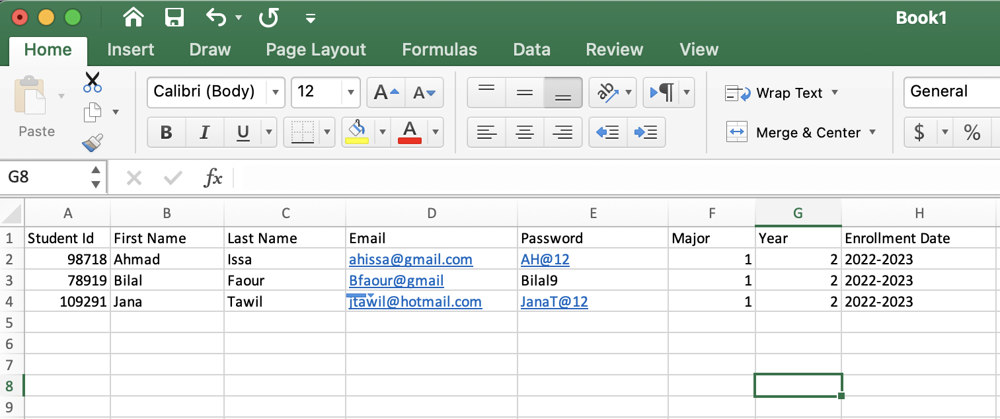 Book1
Home Insert Draw Page Layout Formulas Data Review View
Calibri (Body) 12 A A ab Wrap Text General
Paste B I U A Merge & Center $ %
G8 fx
A B C D E F G H
1 Student Id First Name Last Name Email Password Major Year Enrollment Date
2 98718 Ahmad Issa ahissa@gmail.com AH@12 1 2 2022-2023
3 78919 Bilal Faour Bfaour@gmail Bilal9 1 2 2022-2023
4 109291 Jana Tawil jtawil@hotmail.com JanaT@12 1 2 2022-2023
5
6
7
8
9